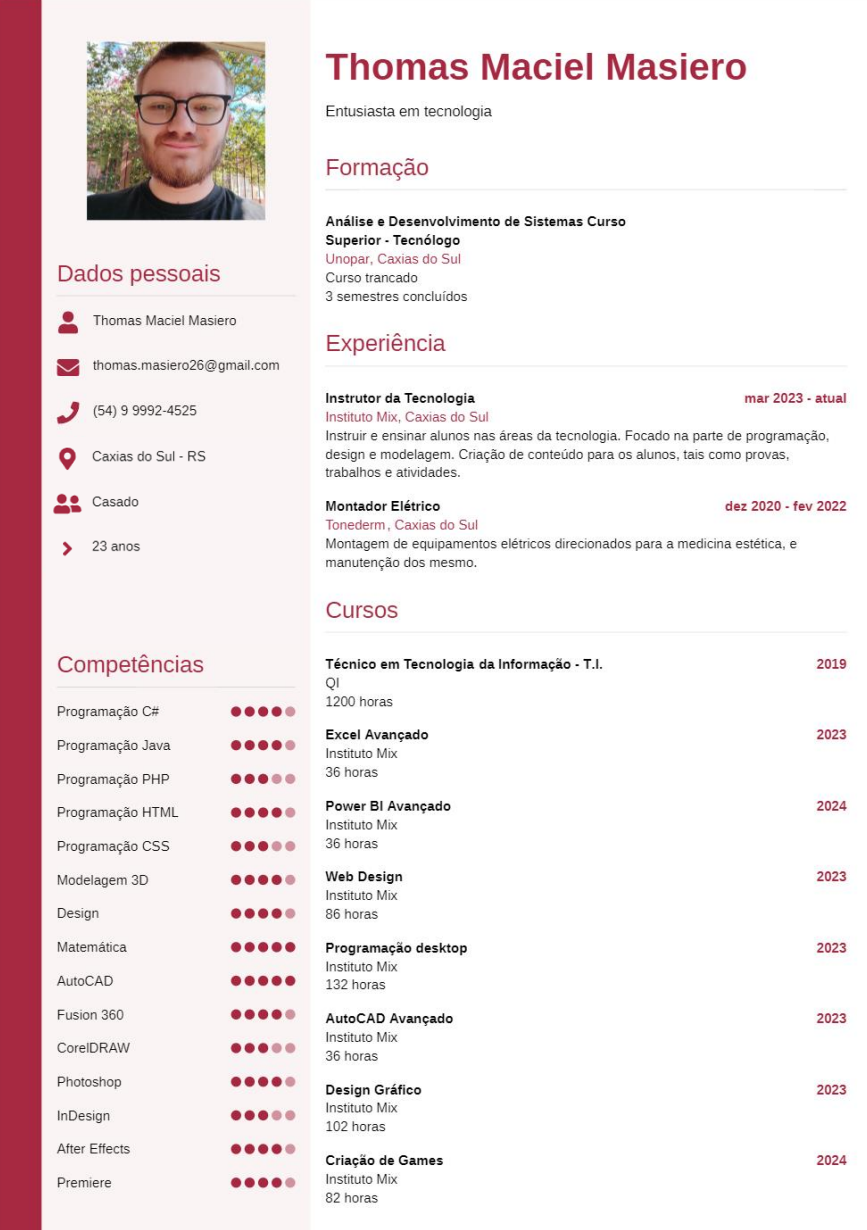 Thomas Maciel Masiero
Entusiasta em tecnologia
Dados pessoais
Thomas Maciel Masiero
thomas.masiero26@gmail.com
(54) 9 9992-4525
Caxias do Sul - RS
Casado
23 anos
Competências
Programação C#
Programação Java
Programação PHP
Programação HTML
Programação CSS
Modelagem 3D
Design
Matemática
AutoCAD
Fusion 360
CorelDRAW
Photoshop
InDesign
After Effects
Premiere
Formação
Análise e Desenvolvimento de Sistemas Curso
Superior - Tecnólogo
Unopar, Caxias do Sul
Curso trancado
3 semestres concluídos
Experiência
Instrutor da Tecnologia mar 2023 - atual
Instituto Mix, Caxias do Sul
Instruir e ensinar alunos nas áreas da tecnologia. Focado na parte de programação,
design e modelagem. Criação de conteúdo para os alunos, tais como provas,
trabalhos e atividades.
Montador Elétrico dez 2020 - fev 2022
Tonederm, Caxias do Sul
Montagem de equipamentos elétricos direcionados para a medicina estética, e
manutenção dos mesmo.
Cursos
Técnico em Tecnologia da Informação - T.I. 2019
QI
1200 horas
Excel Avançado 2023
Instituto Mix
36 horas
Power BI Avançado 2024
Instituto Mix
36 horas
Web Design 2023
Instituto Mix
86 horas
Programação desktop 2023
Instituto Mix
132 horas
AutoCAD Avançado 2023
Instituto Mix
36 horas
Design Gráfico 2023
Instituto Mix
102 horas
Criação de Games 2024
Instituto Mix
82 horas